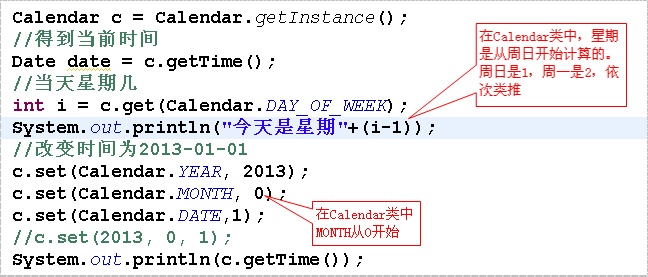 Calendar c = Calendar.getInstance();
//得到当前时间
Date date = c.getTime();
//当天星期几
int i = c.get(Calendar.DAY_OF_WEEK);
System.out.println("今天是星期"+(i-1));
//改变时间为2013-01-01
c.set(Calendar.YEAR, 2013);
c.set(Calendar.MONTH, 0);
c.set(Calendar.DATE,1);
//c.set(2013, 0, 1);
System.out.println(c.getTime());
在Calendar类中，星期
是从周日开始计算的。
周日是1，周一是2，依
次类推
在Calendar类中
MONTH从0开始